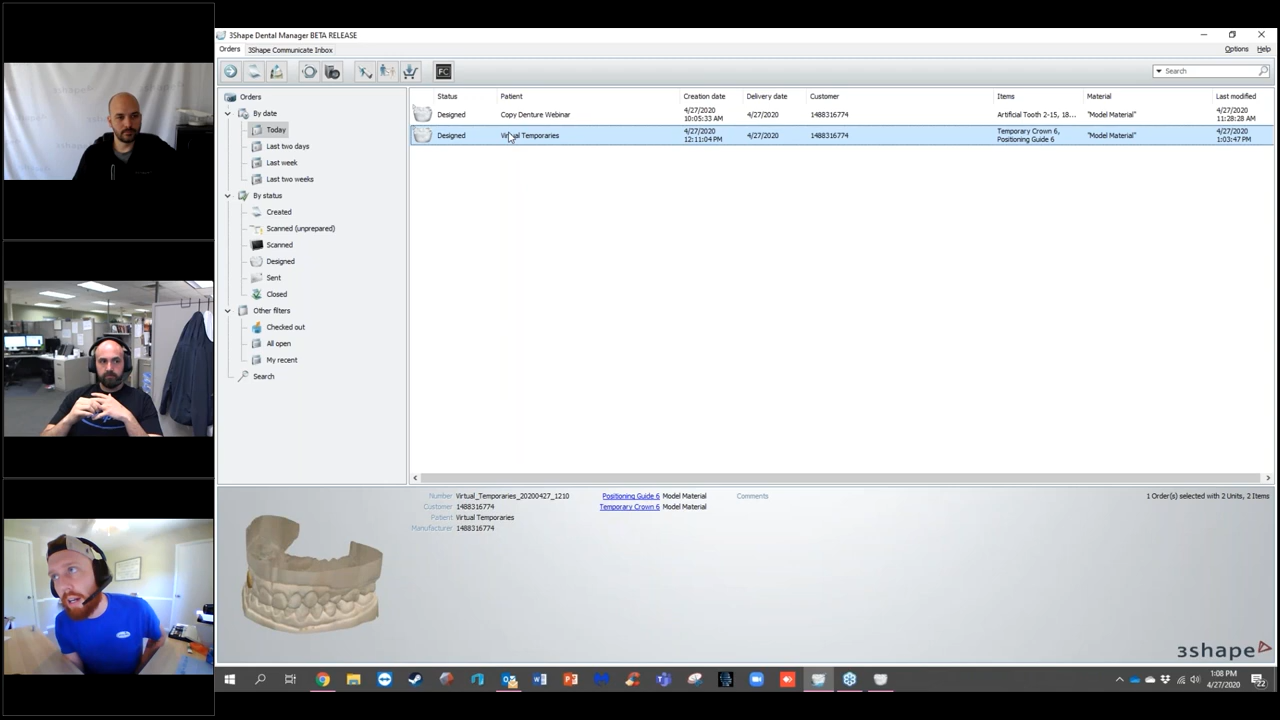 3Shape Dental Manager BETA RELEASE
Orders
3Shape Communicate Inbox
Options
Help
FC
Search
Orders
By date
Today
Last two days
Last week
Last two weeks
By status
Created
Scanned (unprepared)
Scanned
Designed
Sent
Closed
Other filters
Checked out
All open
My recent
Search
Status
Patient
Creation date
Delivery date
Customer
Items
Material
Last modified
Designed
Copy Denture Webinar
4/27/2020
10:05:33 AM
4/27/2020
1488316774
Artificial Tooth 2-15, 18...
"Model Material"
4/27/2020
11:28:28 AM
Designed
Virtual Temporaries
4/27/2020
12:11:04 PM
4/27/2020
1488316774
Temporary Crown 6,
Positioning Guide 6
"Model Material"
4/27/2020
1:03:47 PM
Number Virtual_Temporaries_20200427_1210
Customer 1488316774
Patient Virtual Temporaries
Manufacturer 1488316774
Positioning Guide 6 Model Material
Temporary Crown 6 Model Material
Comments
1 Order(s) selected with 2 Units, 2 Items
3shape
1:08 PM
4/27/2020
22